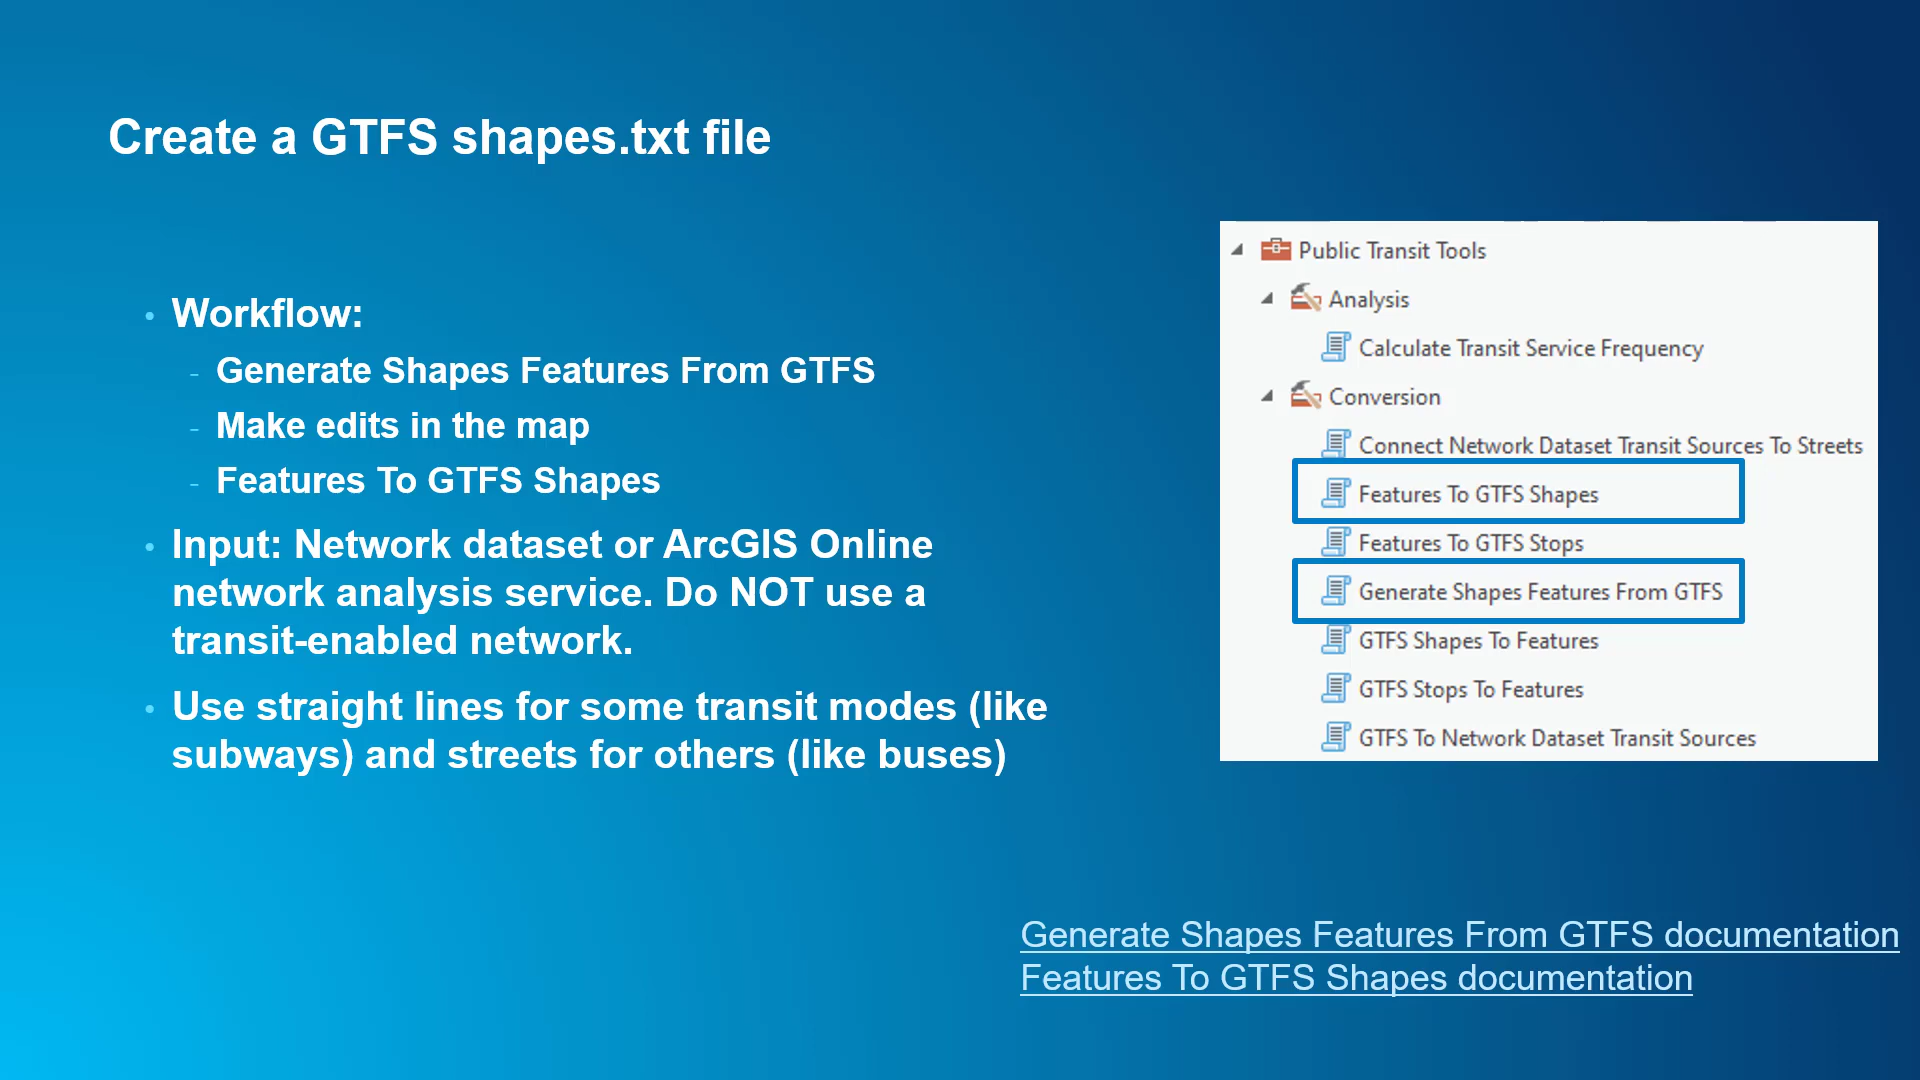 Create a GTFS shapes.txt file
• Workflow:
- Generate Shapes Features From GTFS
- Make edits in the map
- Features To GTFS Shapes
• Input: Network dataset or ArcGIS Online
network analysis service. Do NOT use a
transit-enabled network.
• Use straight lines for some transit modes (like
subways) and streets for others (like buses)
Public Transit Tools
Analysis
Calculate Transit Service Frequency
Conversion
Connect Network Dataset Transit Sources To Streets
Features To GTFS Shapes
Features To GTFS Stops
Generate Shapes Features From GTFS
GTFS Shapes To Features
GTFS Stops To Features
GTFS To Network Dataset Transit Sources
Generate Shapes Features From GTFS documentation
Features To GTFS Shapes documentation